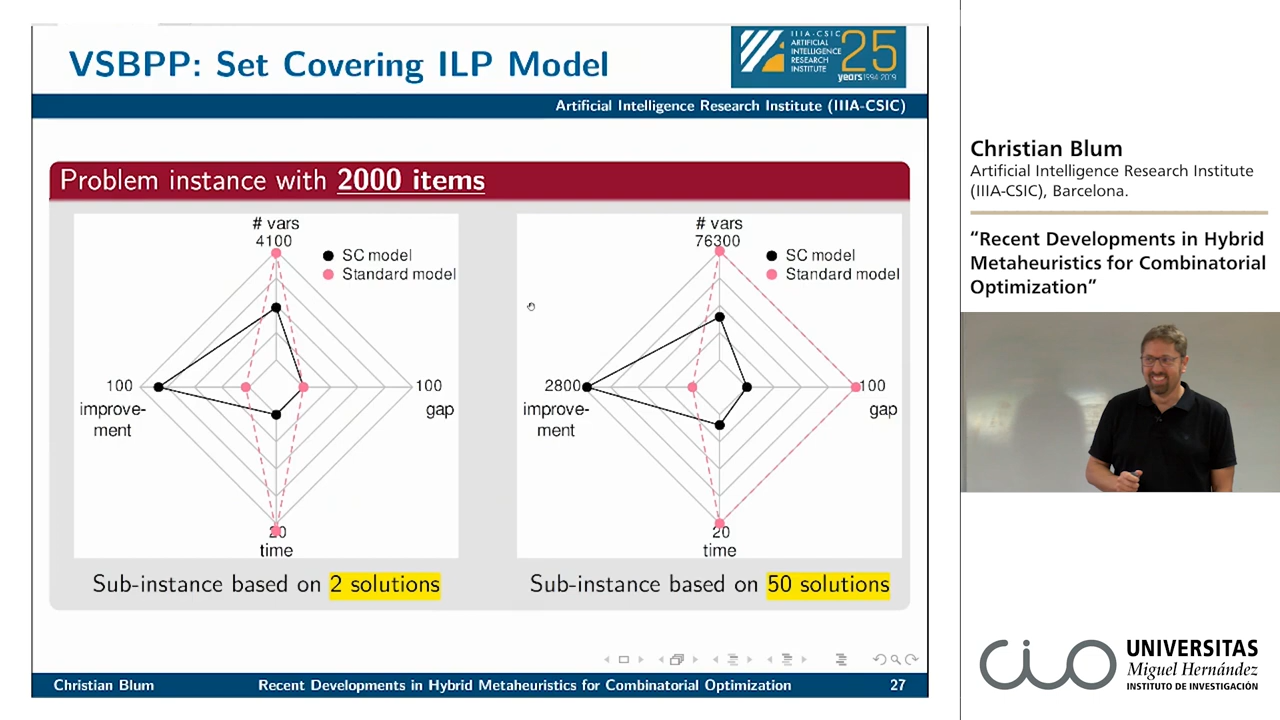 VSBPP: Set Covering ILP Model
IIIA-CSIC
ARTIFICIAL
INTELLIGENCE
RESEARCH
INSTITUTE
25
years 1994-2019
Artificial Intelligence Research Institute (IIIA-CSIC)
Problem instance with 2000 items
# vars
4100
SC model
Standard model
100
improve-
ment
100
gap
20
time
Sub-instance based on 2 solutions
# vars
76300
SC model
Standard model
2800
improve-
ment
100
gap
20
time
Sub-instance based on 50 solutions
Christian Blum
Recent Developments in Hybrid Metaheuristics for Combinatorial Optimization
27
Christian Blum
Artificial Intelligence Research Institute
(IIIA-CSIC), Barcelona.
“Recent Developments in Hybrid
Metaheuristics for Combinatorial
Optimization”
cio
UNIVERSITAS
Miguel Hernández
INSTITUTO DE INVESTIGACIÓN